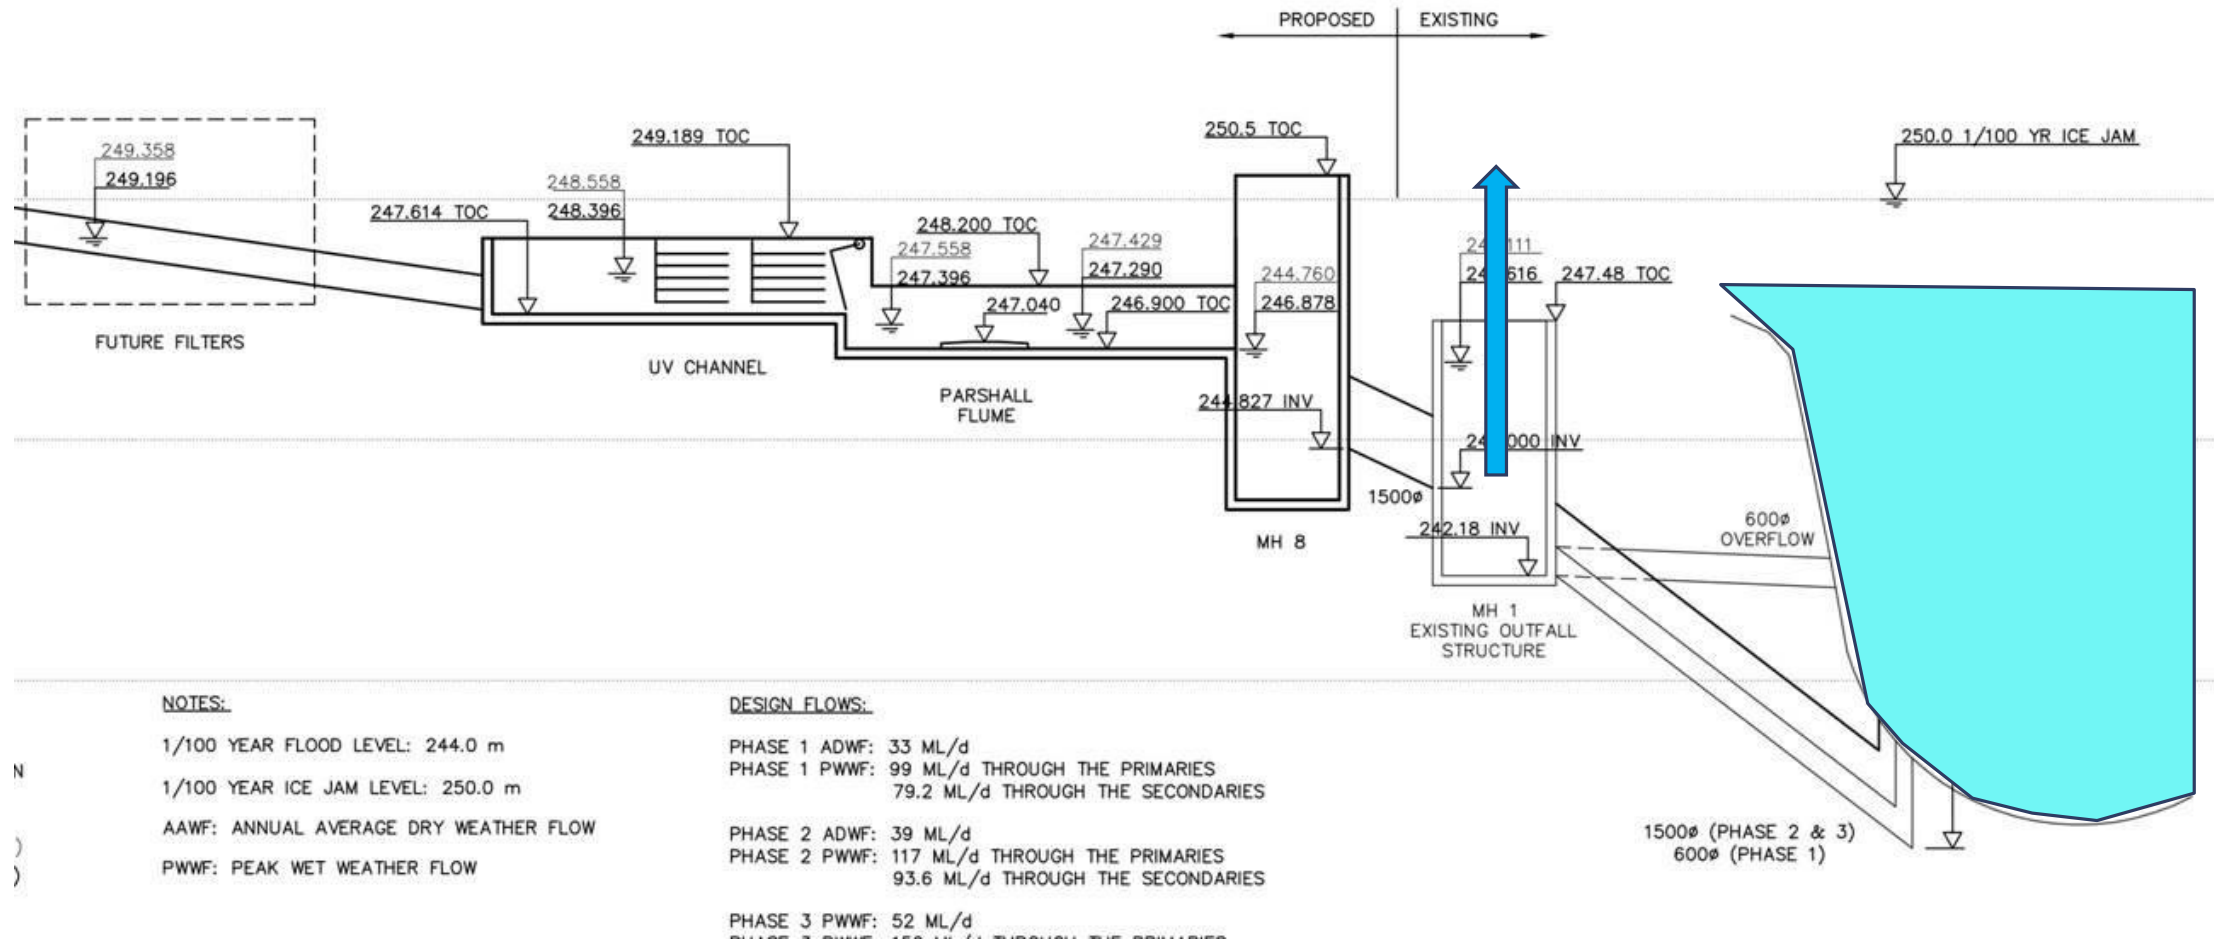 PROPOSED
EXISTING
249.189 TOC
250.5 TOC
250.0 1/100 YR ICE JAM
249.358
249.196
248.558
248.396
247.614 TOC
248.200 TOC
247.558
247.396
247.429
247.290
244.760
246.878
247.48 TOC
247.040
246.900 TOC
FUTURE FILTERS
UV CHANNEL
PARSHALL
FLUME
244.827 INV
INV
1500ø
242.18 INV
600ø
OVERFLOW
MH 8
MH 1
EXISTING OUTFALL
STRUCTURE
NOTES:
1/100 YEAR FLOOD LEVEL: 244.0 m
1/100 YEAR ICE JAM LEVEL: 250.0 m
AAWF: ANNUAL AVERAGE DRY WEATHER FLOW
PWWF: PEAK WET WEATHER FLOW
N
)
)
DESIGN FLOWS:
PHASE 1 ADWF: 33 ML/d
PHASE 1 PWWF: 99 ML/d THROUGH THE PRIMARIES
79.2 ML/d THROUGH THE SECONDARIES
PHASE 2 ADWF: 39 ML/d
PHASE 2 PWWF: 117 ML/d THROUGH THE PRIMARIES
93.6 ML/d THROUGH THE SECONDARIES
PHASE 3 PWWF: 52 ML/d
1500ø (PHASE 2 & 3)
600ø (PHASE 1)